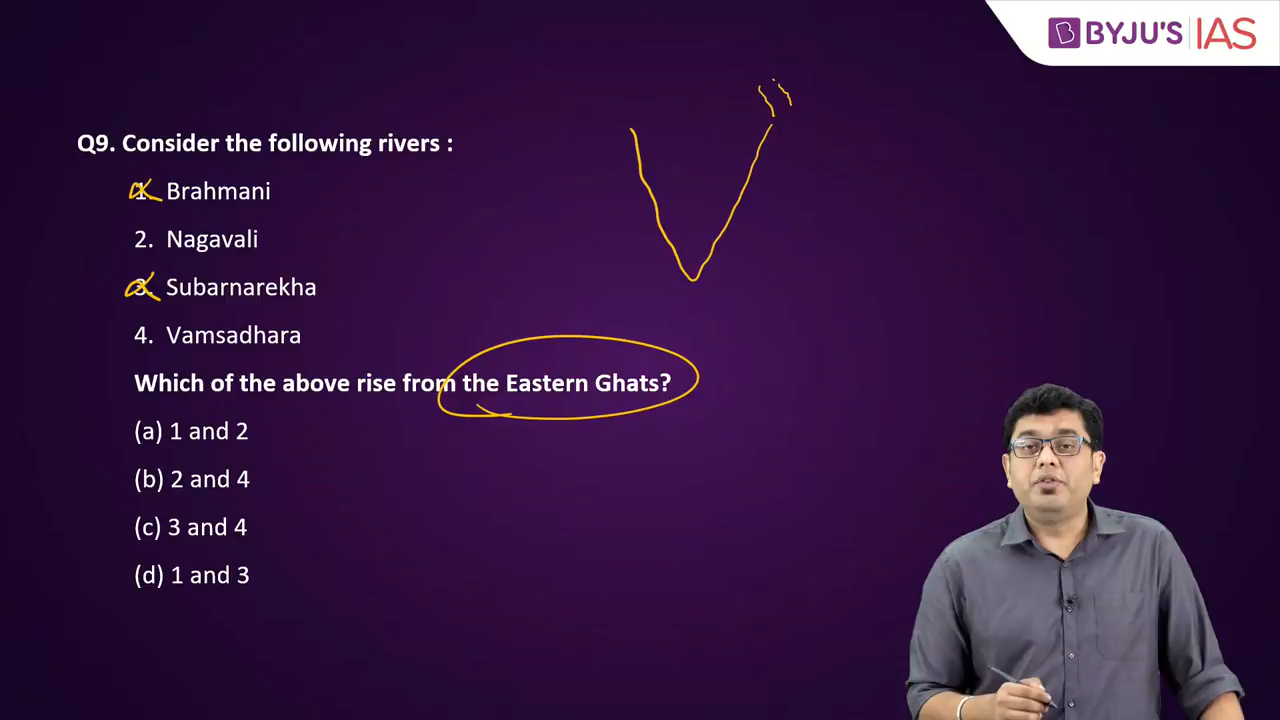 BYJU'S IAS
Q9. Consider the following rivers :
1. Brahmani
2. Nagavali
3. Subarnarekha
4. Vamsadhara
Which of the above rise from the Eastern Ghats?
(a) 1 and 2
(b) 2 and 4
(c) 3 and 4
(d) 1 and 3